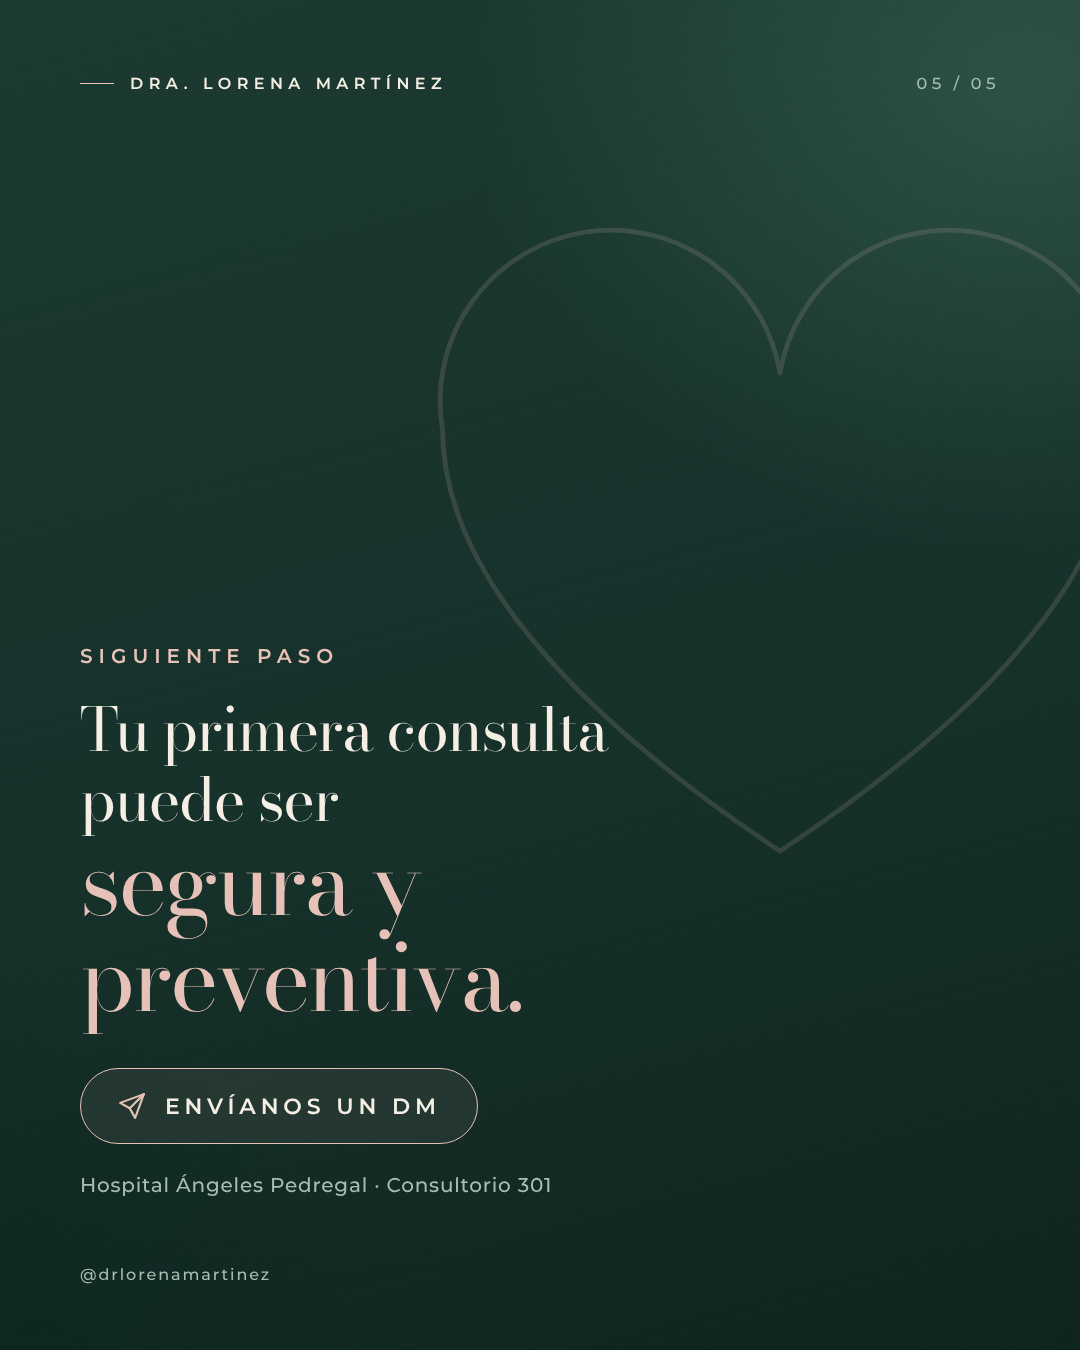 DRA. LORENA MARTÍNEZ
05 / 05
SIGUIENTE PASO
Tu primera consulta
puede ser
segura y
preventiva.
ENVÍANOS UN DM
Hospital Ángeles Pedregal · Consultorio 301
@drlorenamartinez